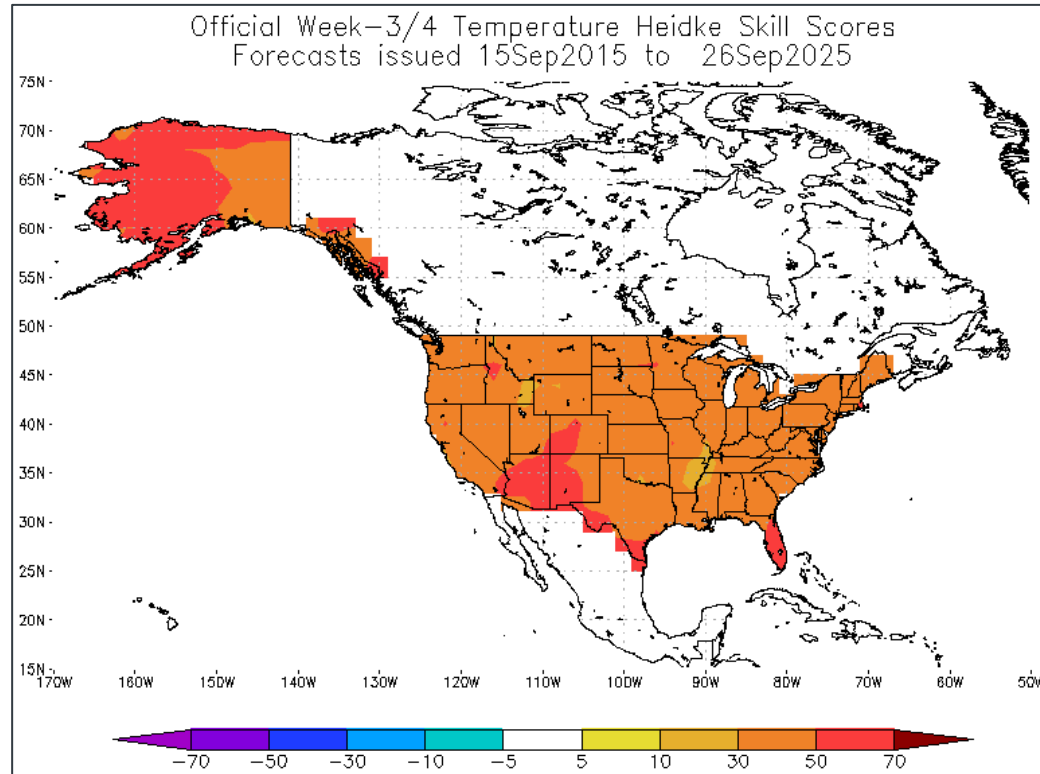 Official Week-3/4 Temperature Heidke Skill Scores
Forecasts issued 15Sep2015 to 26Sep2025
75N
70N
65N
60N
55N
50N
45N
40N
35N
30N
25N
20N
15N
170W 160W 150W 140W 130W 120W 110W 100W 90W 80W 70W 60W 50W
-70 -50 -30 -10 -5 5 10 30 50 70